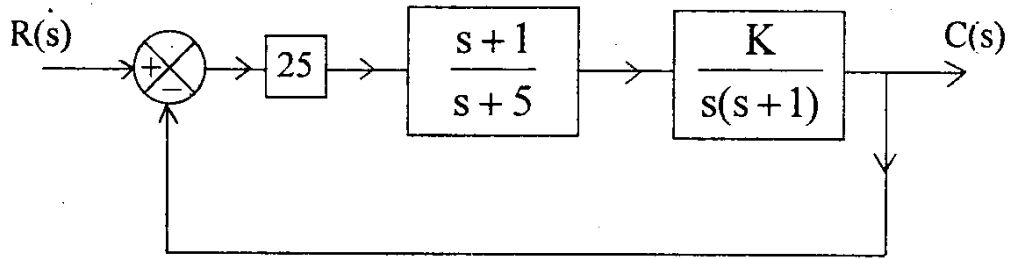 R(s)
+
−
25
s + 1
s + 5
K
s(s + 1)
C(s)